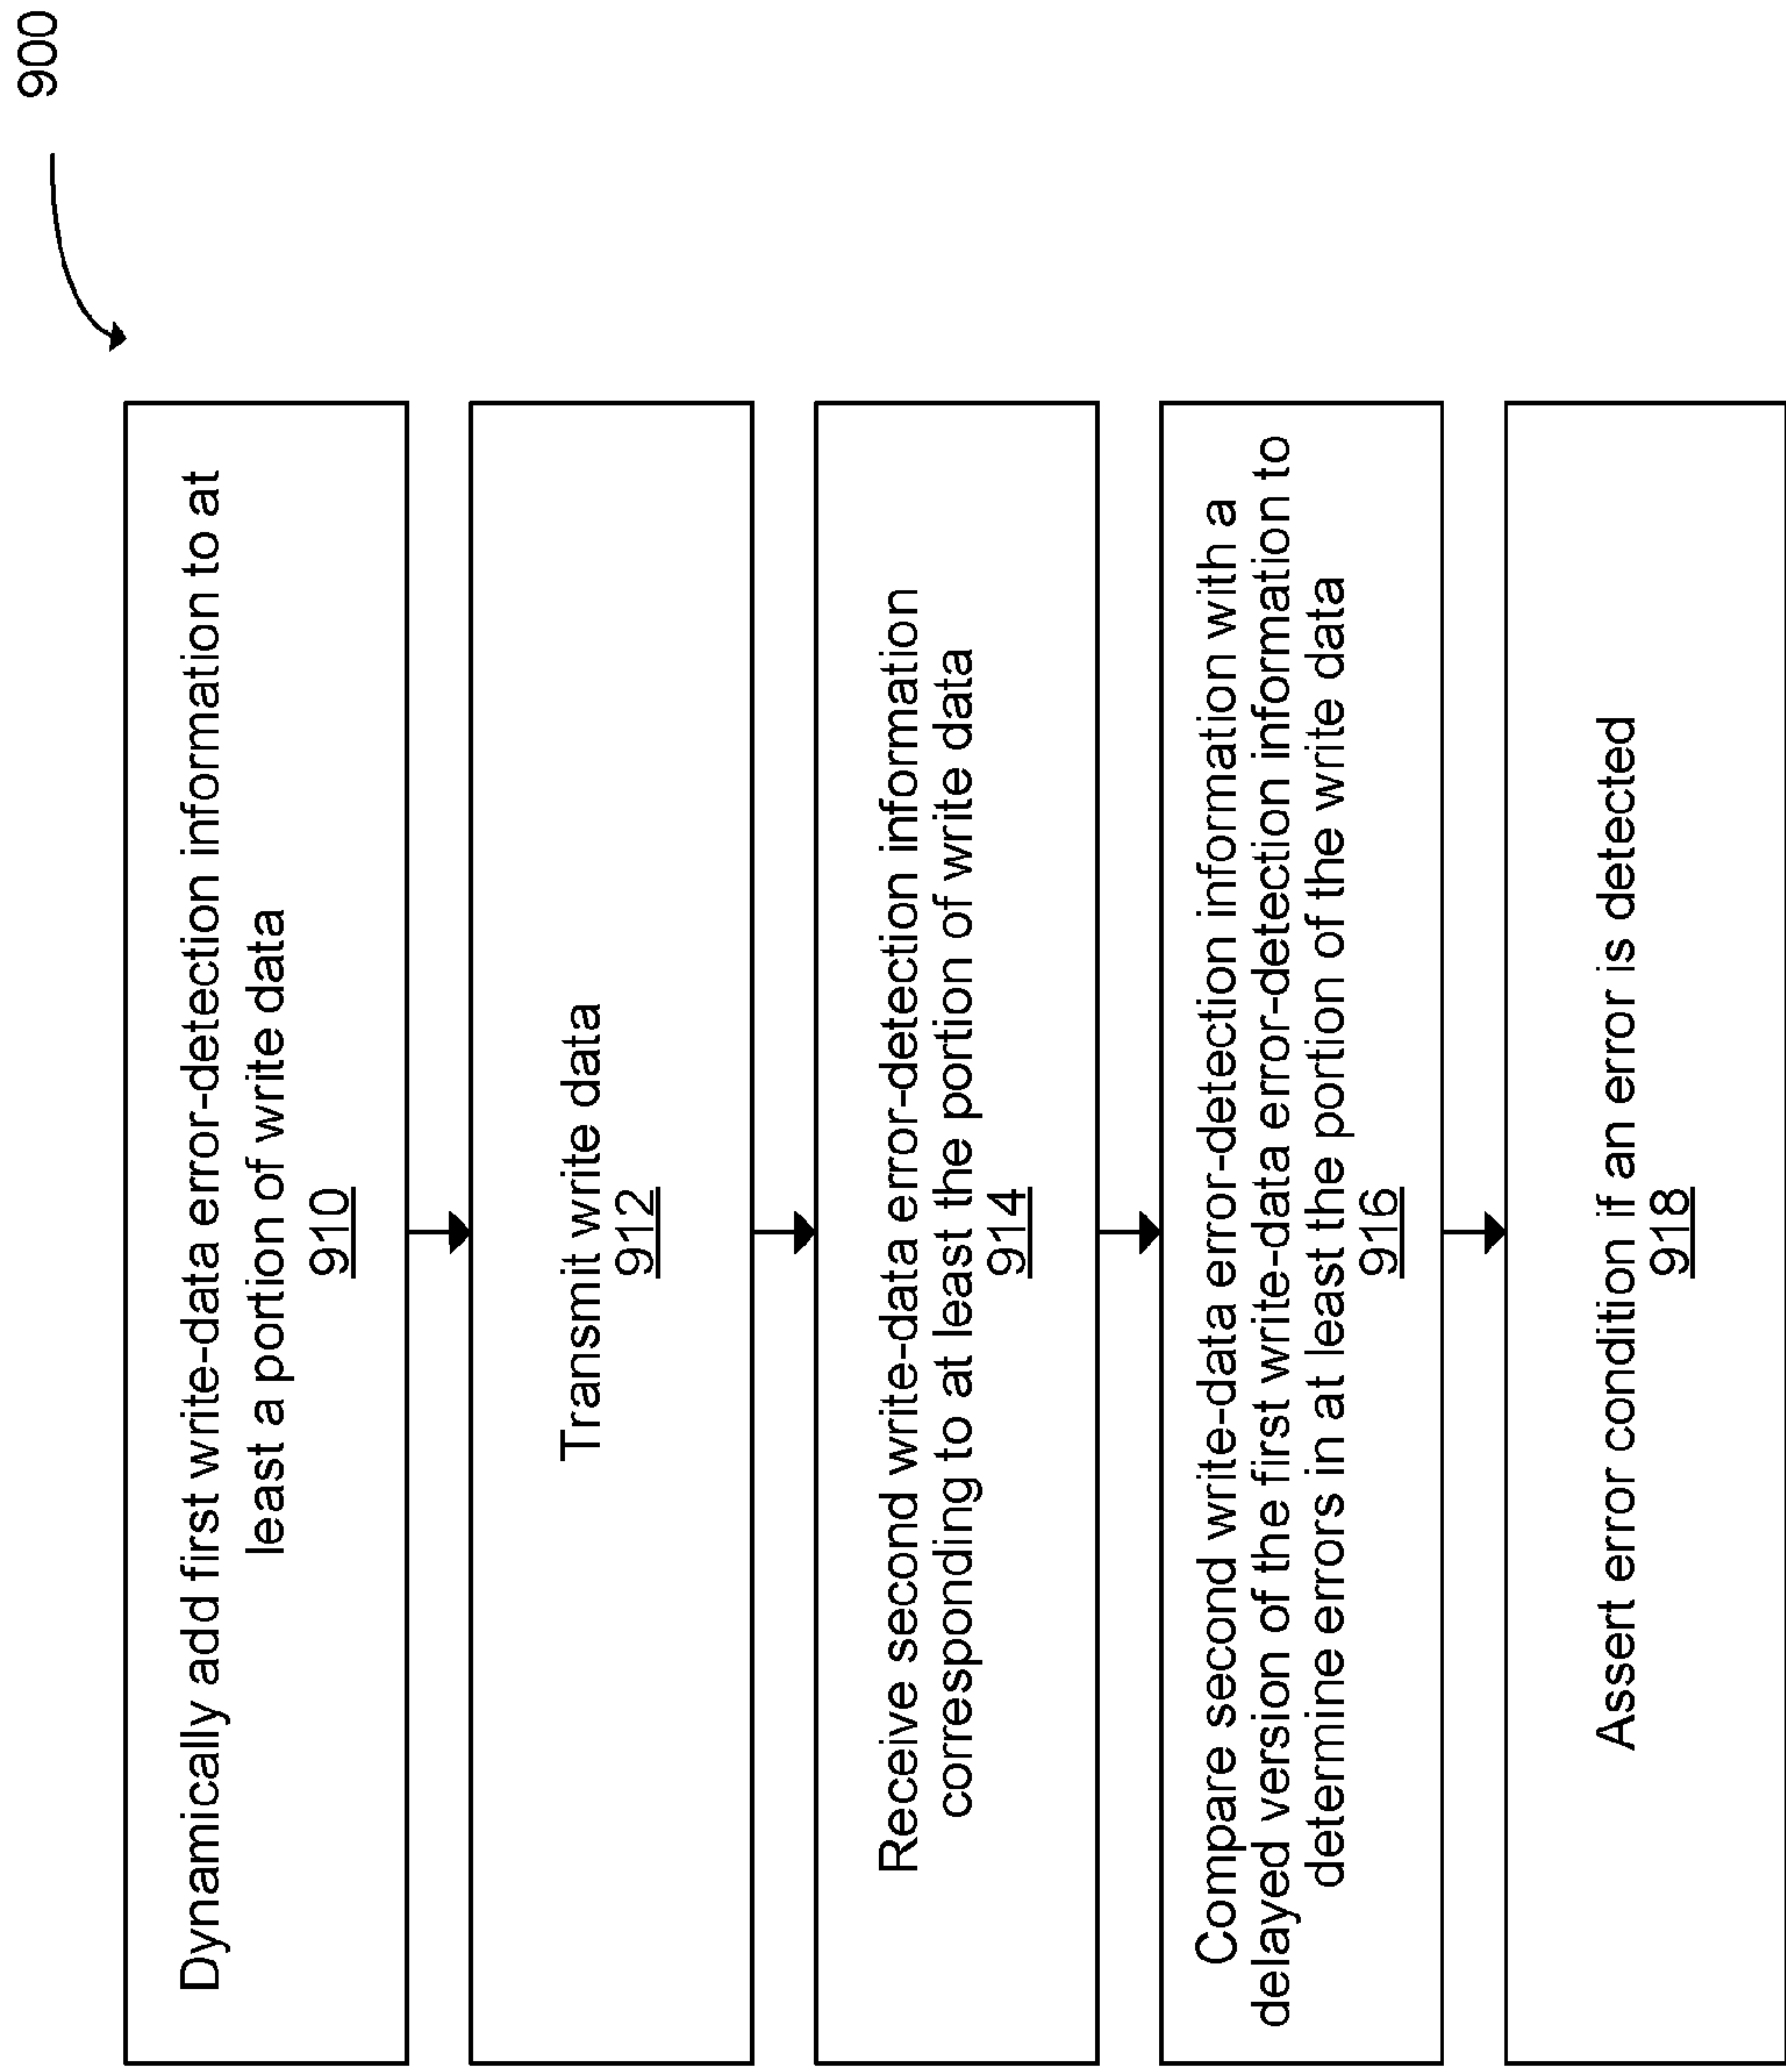 900
Dynamically add first write-data error-detection information to at
least a portion of write data
910
Transmit write data
912
Receive second write-data error-detection information
corresponding to at least the portion of write data
914
Compare second write-data error-detection information with a
delayed version of the first write-data error-detection information to
determine errors in at least the portion of the write data
916
Assert error condition if an error is detected
918